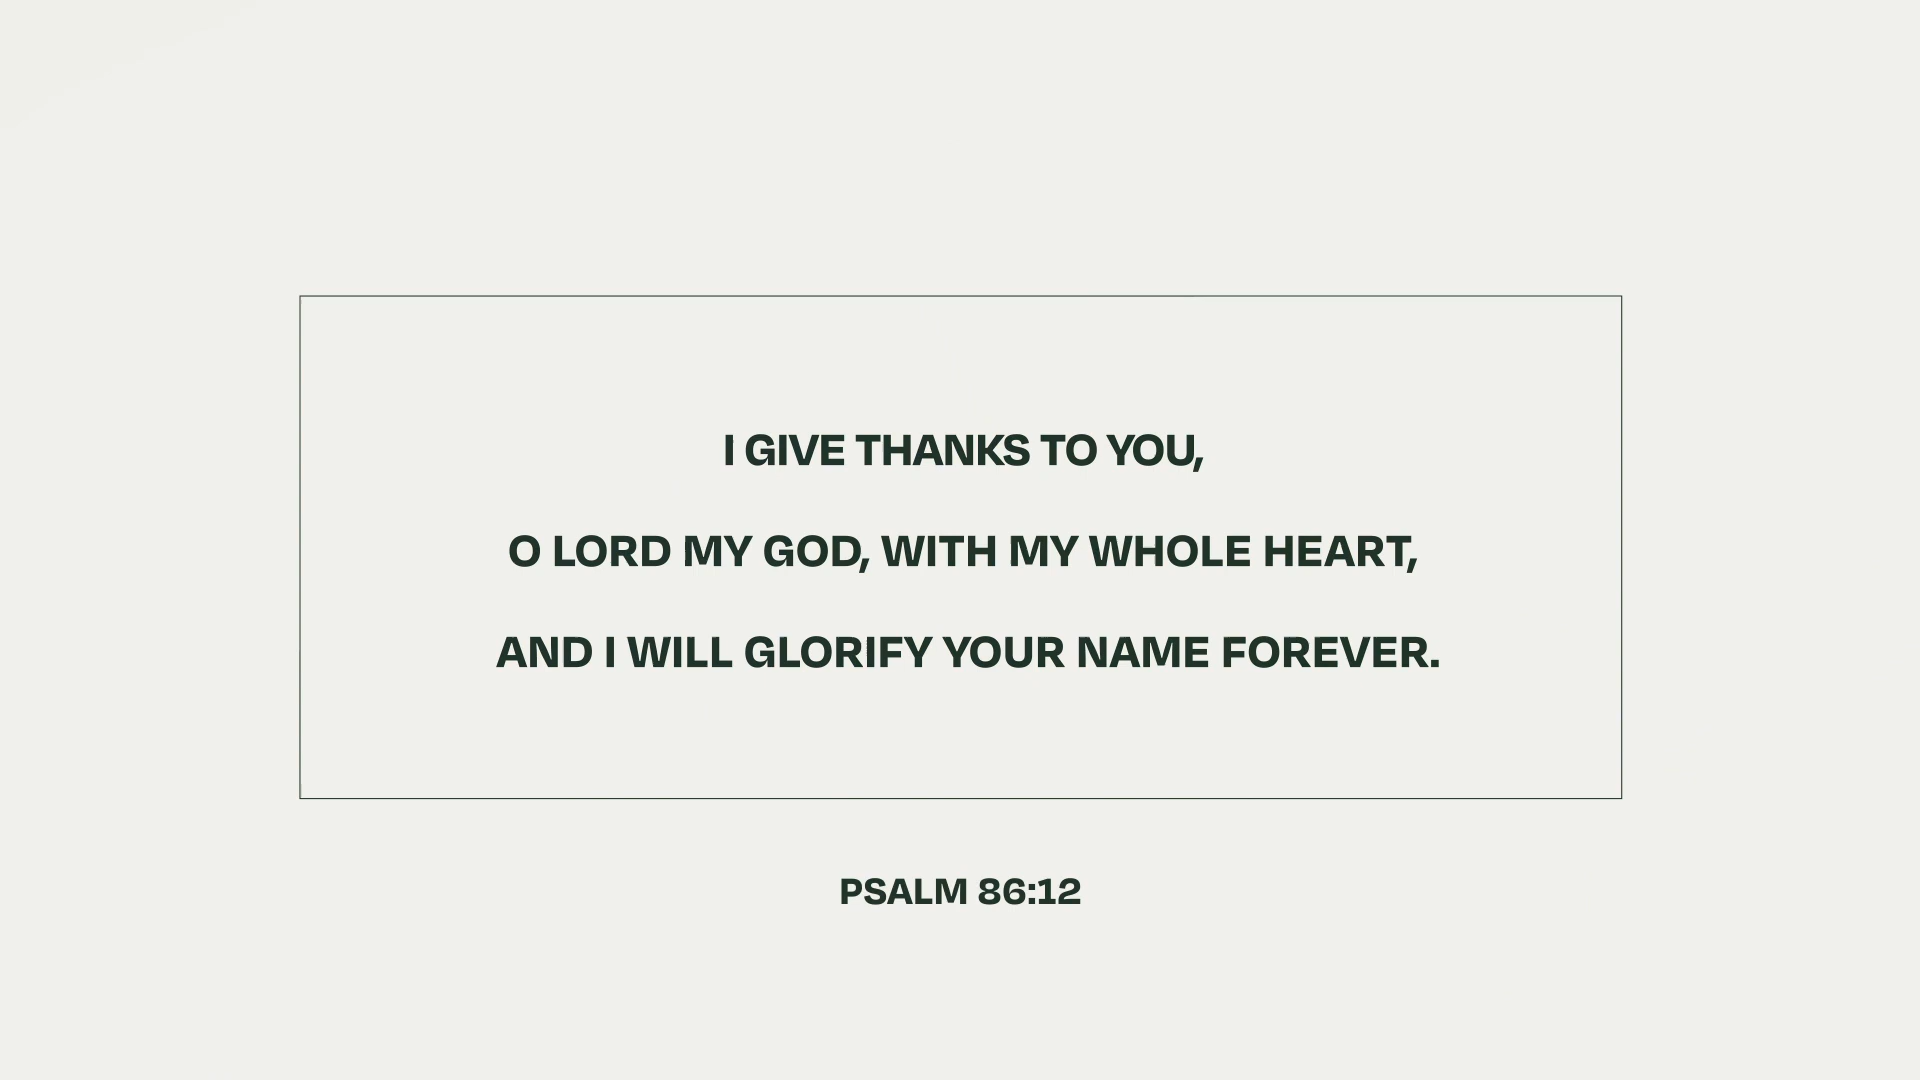 I GIVE THANKS TO YOU,
O LORD MY GOD, WITH MY WHOLE HEART,
AND I WILL GLORIFY YOUR NAME FOREVER.
PSALM 86:12